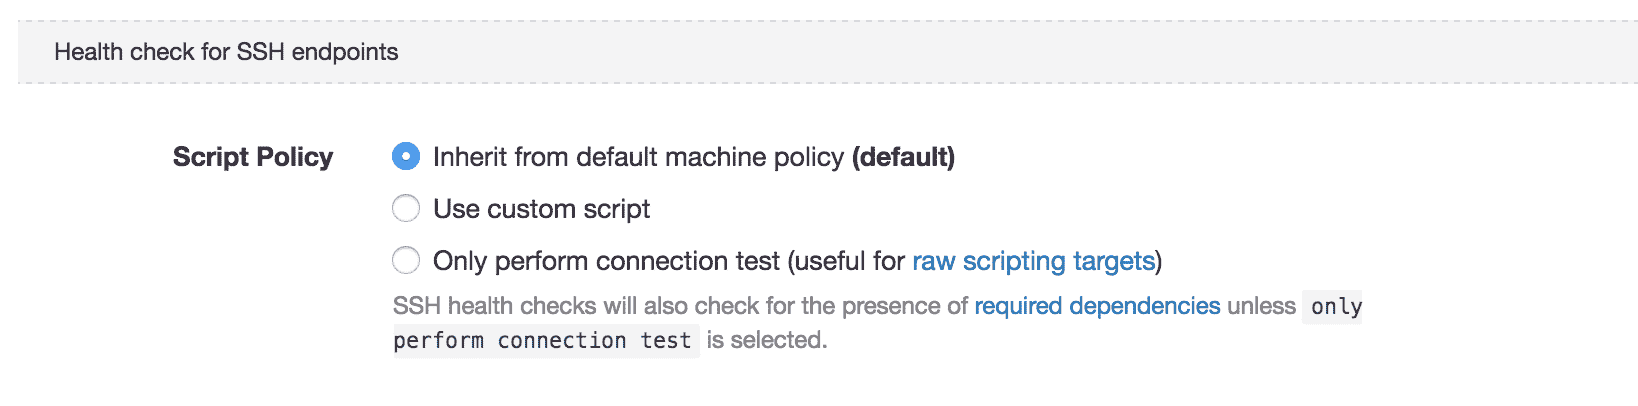 Health check for SSH endpoints
Script Policy
Inherit from default machine policy (default)
Use custom script
Only perform connection test (useful for raw scripting targets)
SSH health checks will also check for the presence of required dependencies unless only
perform connection test is selected.